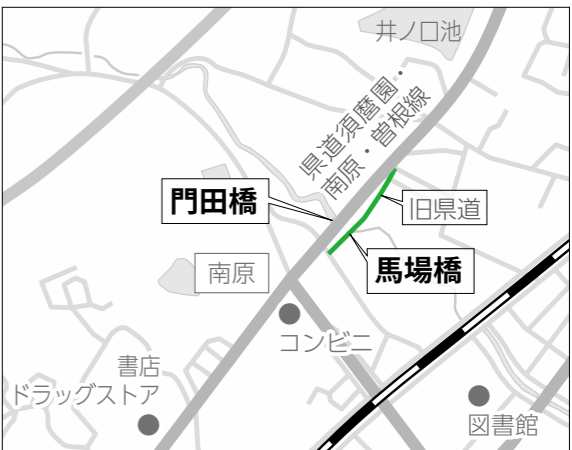 井ノ口池
県道須磨園・
南原・曽根線
門田橋
旧県道
馬場橋
南原
コンビニ
書店
ドラッグストア
図書館